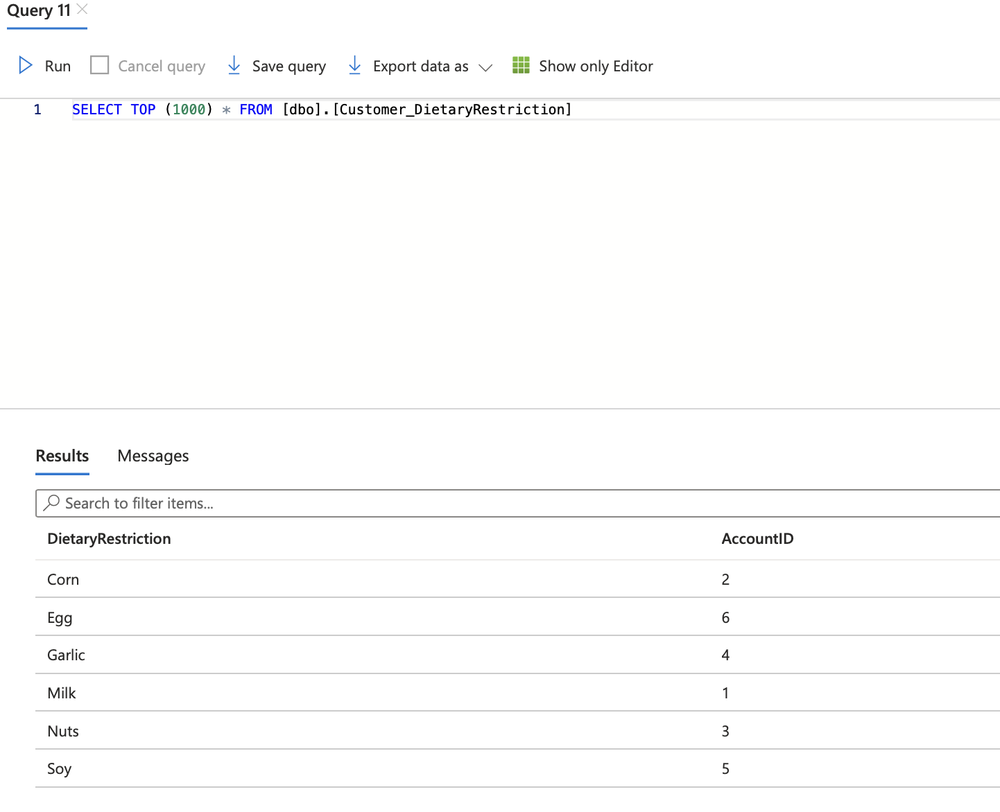 Query 11
Run Cancel query Save query Export data as Show only Editor
1 SELECT TOP (1000) * FROM [dbo].[Customer_DietaryRestriction]
Results Messages
Search to filter items...
DietaryRestriction AccountID
Corn 2
Egg 6
Garlic 4
Milk 1
Nuts 3
Soy 5